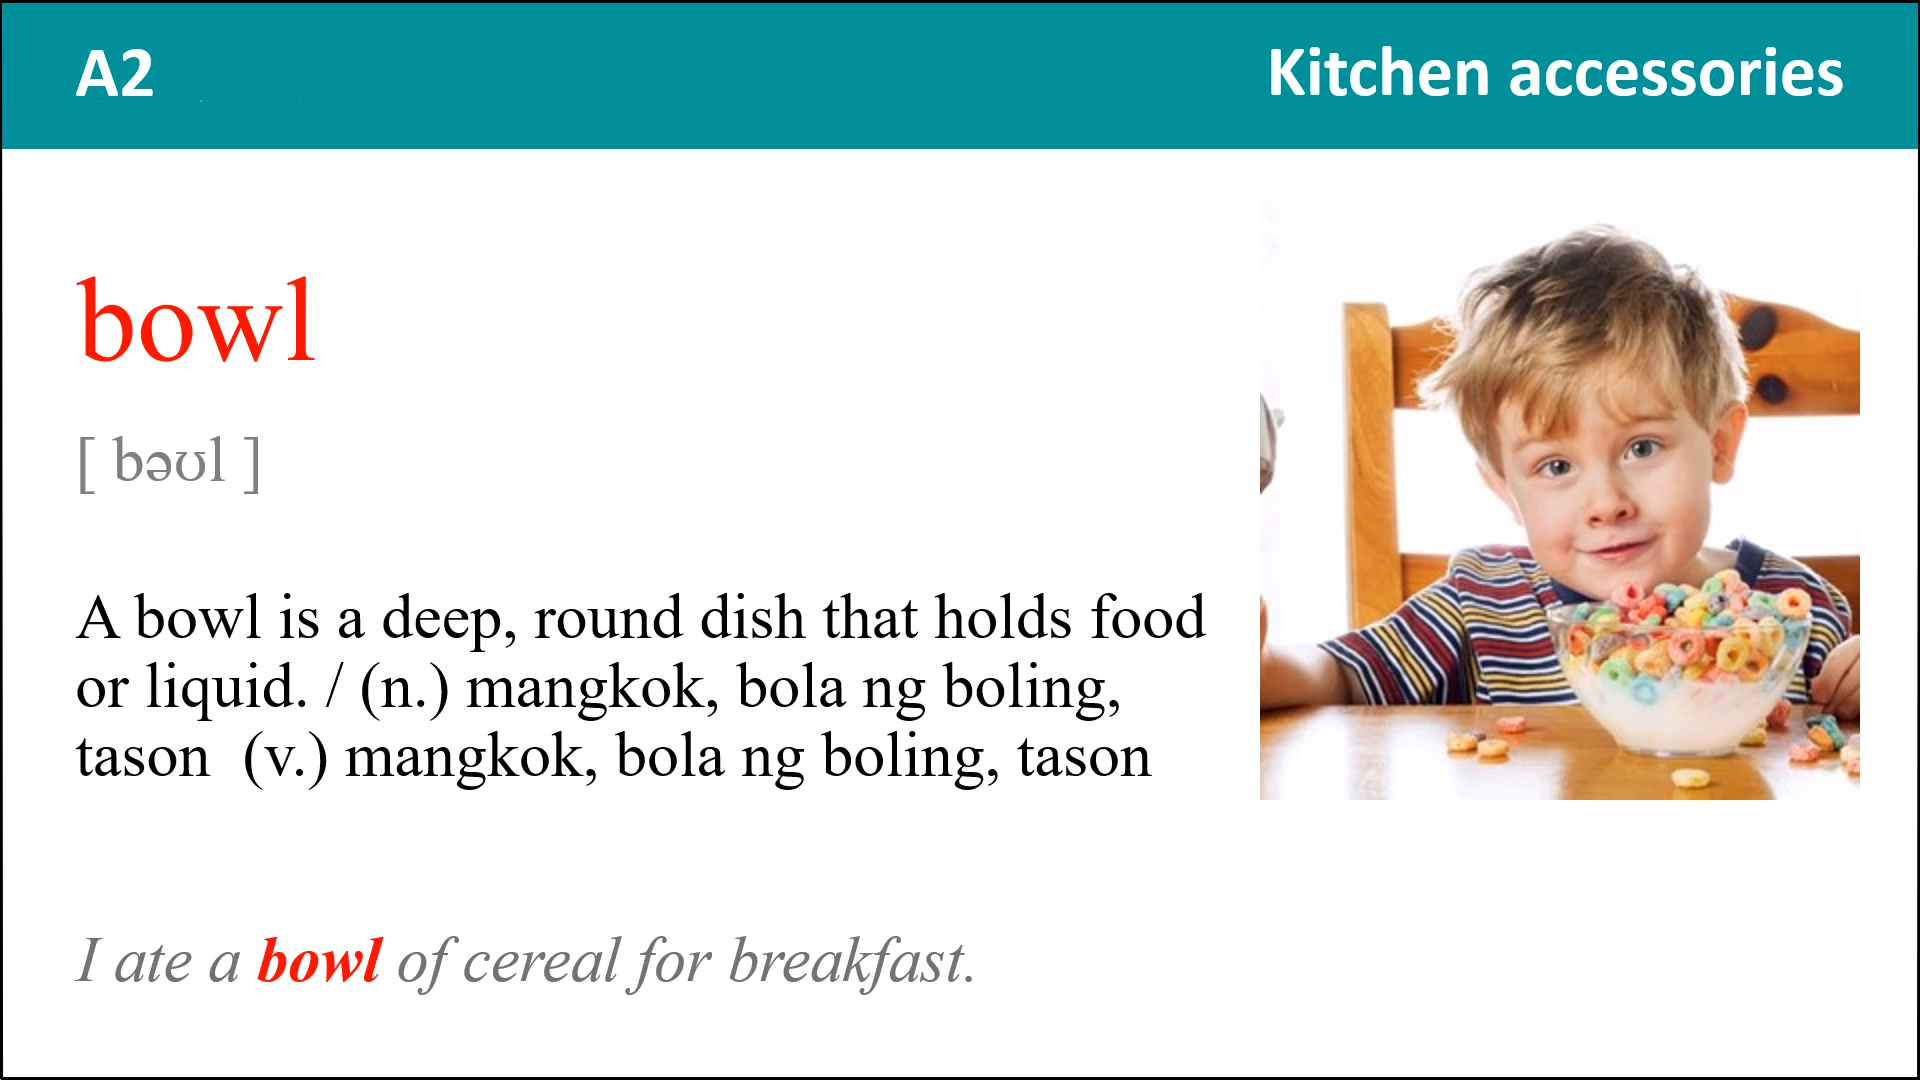 A2
Kitchen accessories
bowl
[ bəʊl ]
A bowl is a deep, round dish that holds food
or liquid. / (n.) mangkok, bola ng boling,
tason  (v.) mangkok, bola ng boling, tason
I ate a bowl of cereal for breakfast.